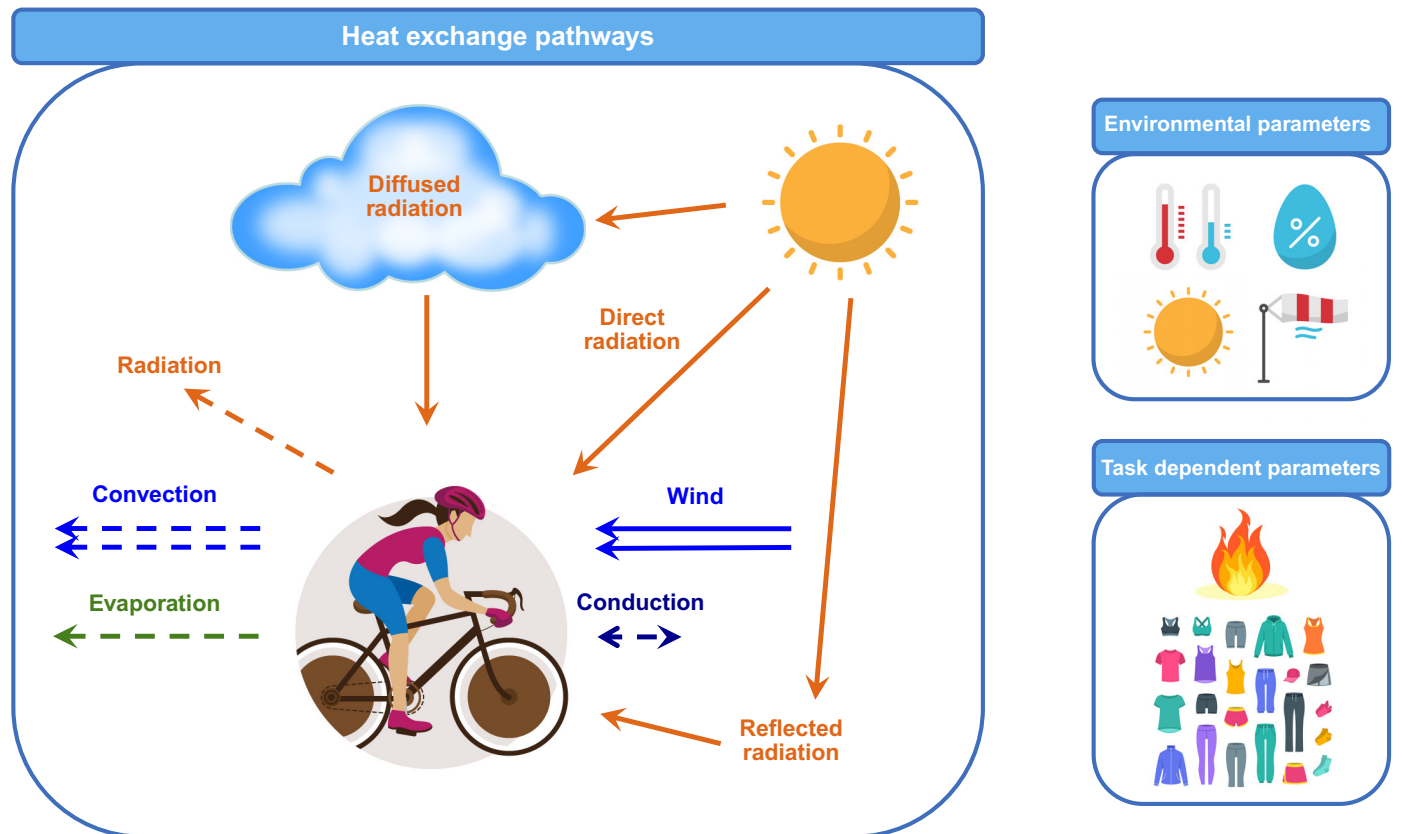 Heat exchange pathways
Diffused
radiation
Direct
radiation
Radiation
Convection
Wind
Evaporation
Conduction
Reflected
radiation
Environmental parameters
%
Task dependent parameters